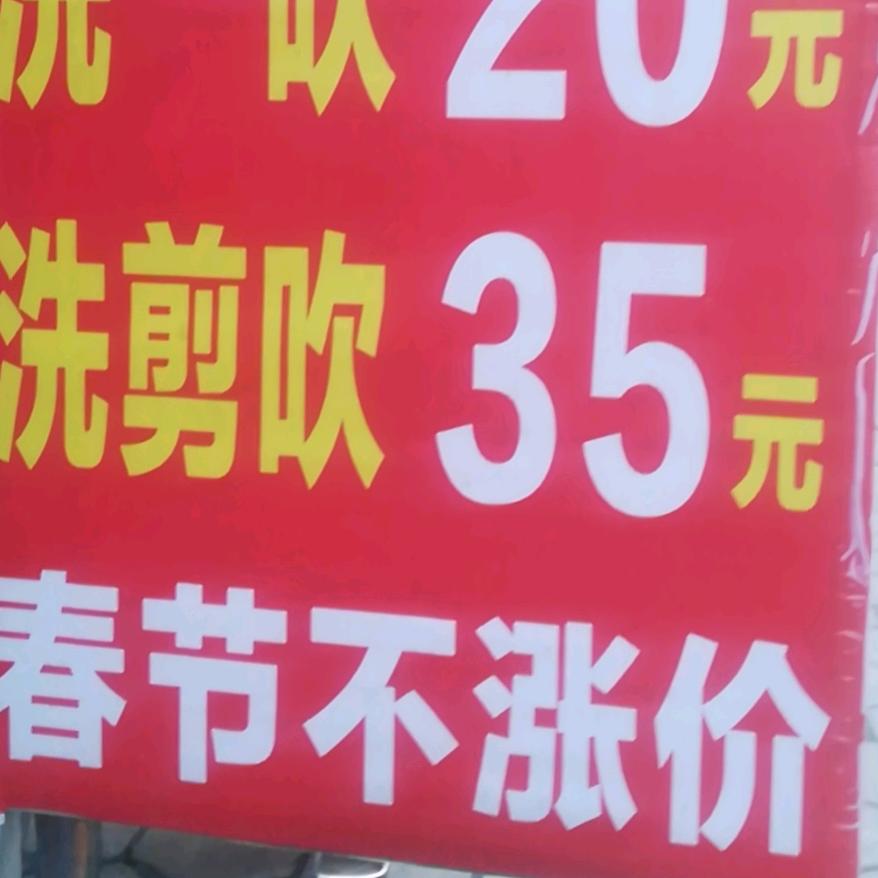 洗 吹 20元
洗剪吹 35元
春节不涨价